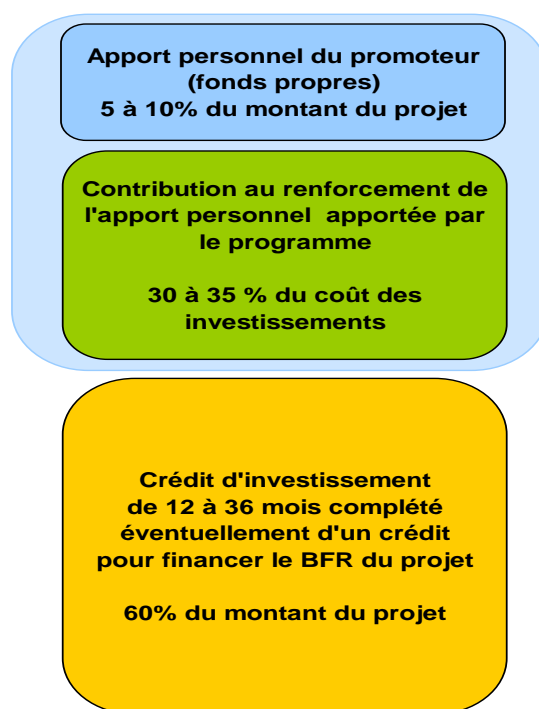 Apport personnel du promoteur
(fonds propres)
5 à 10% du montant du projet
Contribution au renforcement de
l'apport personnel apportée par
le programme
30 à 35 % du coût des
investissements
Crédit d'investissement
de 12 à 36 mois complété
éventuellement d'un crédit
pour financer le BFR du projet
60% du montant du projet